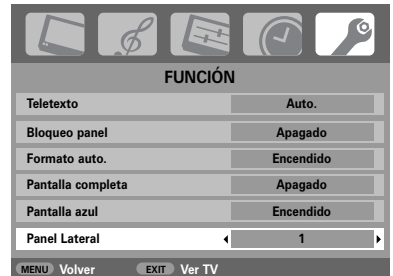 FUNCIÓN
Teletexto Auto.
Bloqueo panel Apagado
Formato auto. Encendido
Pantalla completa Apagado
Pantalla azul Encendido
Panel Lateral 1
MENU Volver EXIT Ver TV